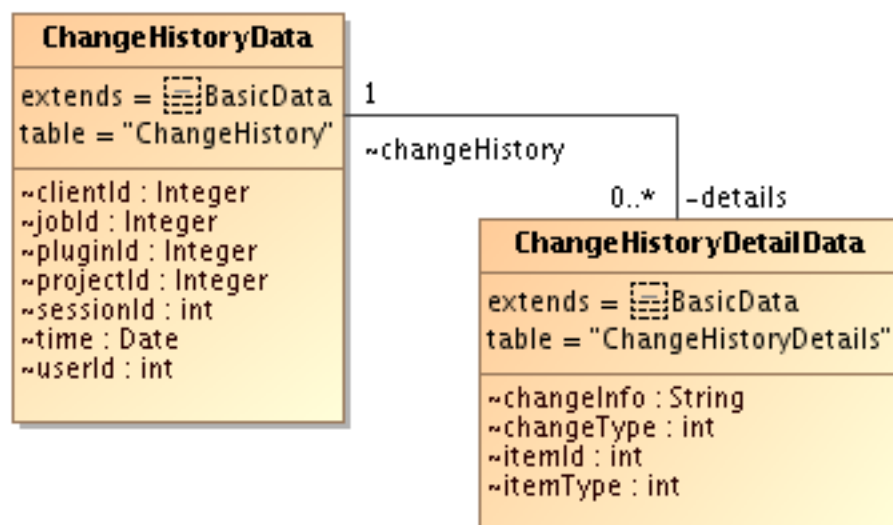 ChangeHistoryData
extends = BasicData
table = "ChangeHistory"
~clientId : Integer
~jobId : Integer
~pluginId : Integer
~projectId : Integer
~sessionId : int
~time : Date
~userId : int
1
~changeHistory
0..*
-details
ChangeHistoryDetailData
extends = BasicData
table = "ChangeHistoryDetails"
~changeInfo : String
~changeType : int
~itemId : int
~itemType : int